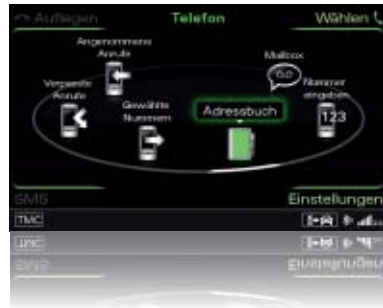 Auflegen Telefon Wählen
Angenommene
Anrufe
Mailbox
Verpasste
Anrufe
Nummer
eingeben
Gewählte
Nummern
Adressbuch
123
SMS Einstellungen
TMC